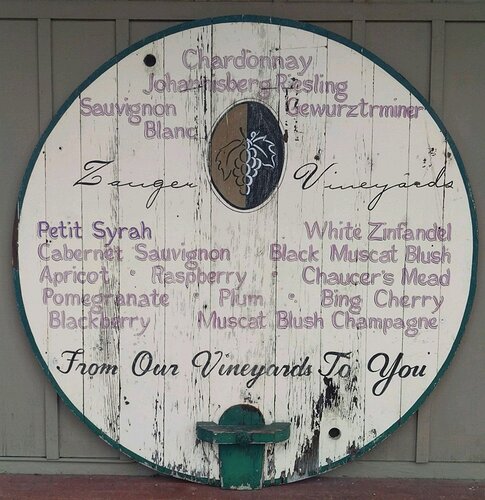 Chardonnay
Johannisberg Riesling
Sauvignon Gewurztrminer
Blanc
Zanger Vineyards
Petit Syrah White Zinfandel
Cabernet Sauvignon Black Muscat Blush
Apricot Raspberry Chaucer's Mead
Pomegranate Plum Bing Cherry
Blackberry Muscat Blush Champagne
From Our Vineyards To You